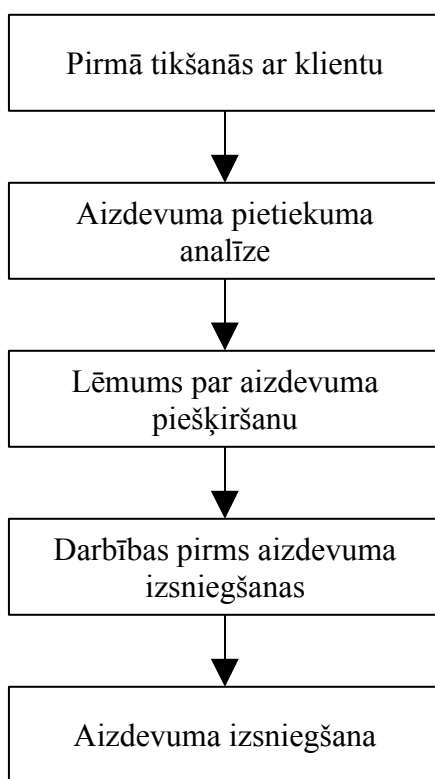 Pirmā tikšanās ar klientu
Aizdevuma pietiekuma
analīze
Lēmums par aizdevuma
piešķiršanu
Darbības pirms aizdevuma
izsniegšanas
Aizdevuma izsniegšana